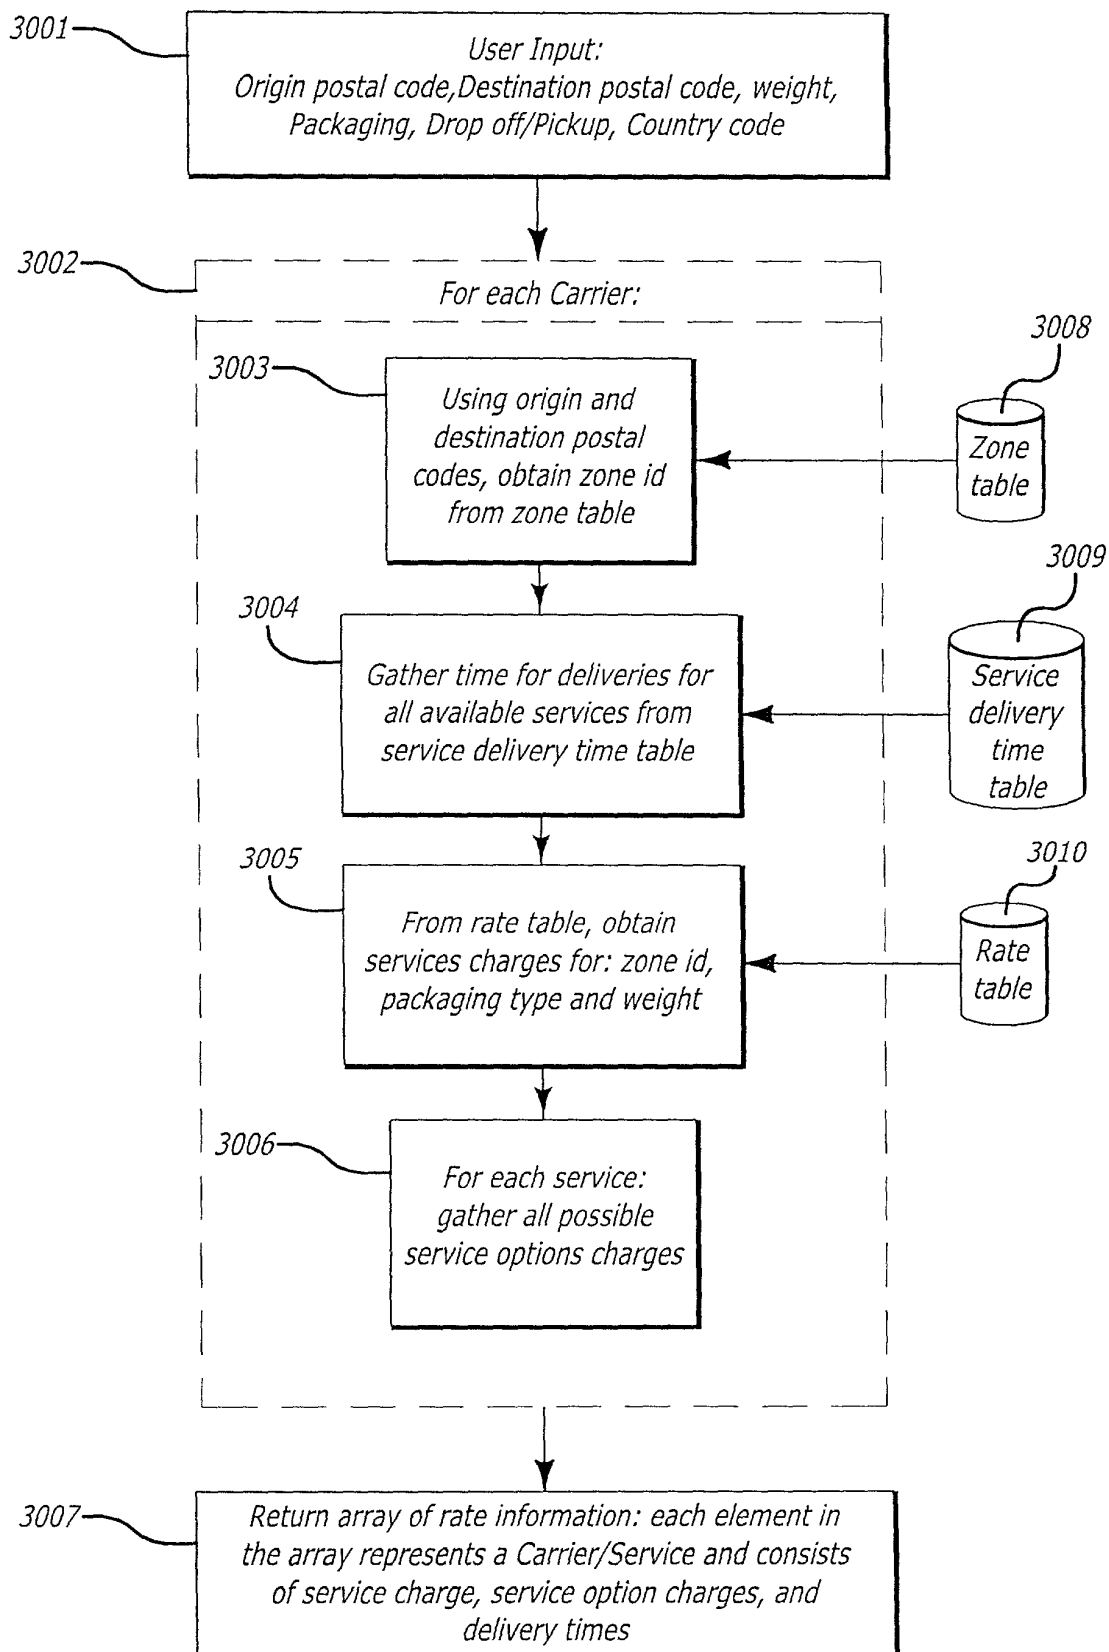 3001
User Input:
Origin postal code,Destination postal code, weight,
Packaging, Drop off/Pickup, Country code
3002
For each Carrier:
3003
Using origin and
destination postal
codes, obtain zone id
from zone table
3008
Zone
table
3004
Gather time for deliveries for
all available services from
service delivery time table
3009
Service
delivery
time
table
3005
From rate table, obtain
services charges for: zone id,
packaging type and weight
3010
Rate
table
3006
For each service:
gather all possible
service options charges
3007
Return array of rate information: each element in
the array represents a Carrier/Service and consists
of service charge, service option charges, and
delivery times